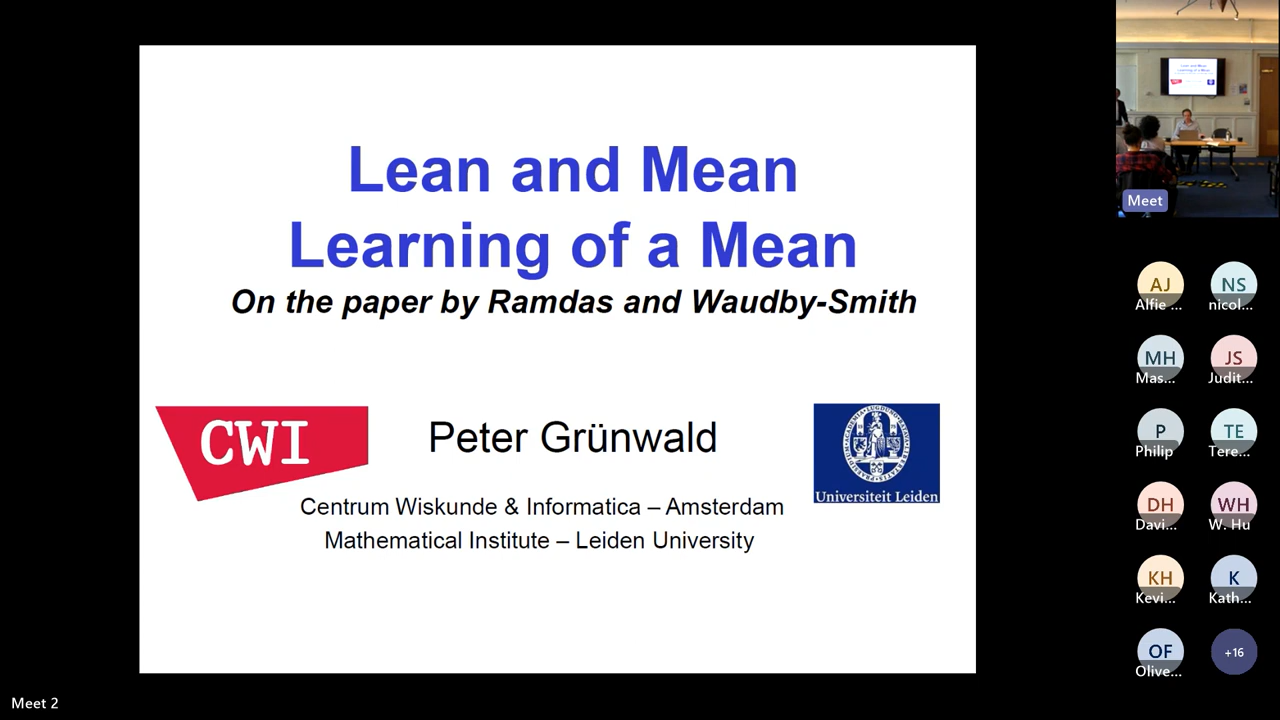 Lean and Mean
Learning of a Mean
On the paper by Ramdas and Waudby-Smith
CWI
Peter Grünwald
Universiteit Leiden
Centrum Wiskunde & Informatica – Amsterdam
Mathematical Institute – Leiden University
Meet
AJ
Alfie ...
NS
nicol...
MH
Mas...
JS
Judit...
P
Philip
TE
Tere...
DH
Davi...
WH
W. Hu
KH
Kevi...
K
Kath...
OF
Olive...
+16
Meet 2